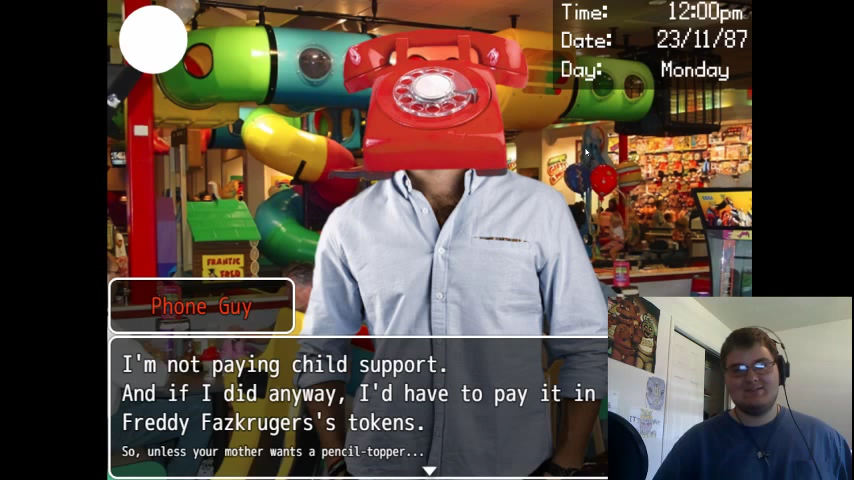 Time: 12:00pm
Date: 23/11/87
Day: Monday
FRANTIC
Phone Guy
I'm not paying child support.
And if I did anyway, I'd have to pay it in
Freddy Fazkrugers's tokens.
So, unless your mother wants a pencil-topper...